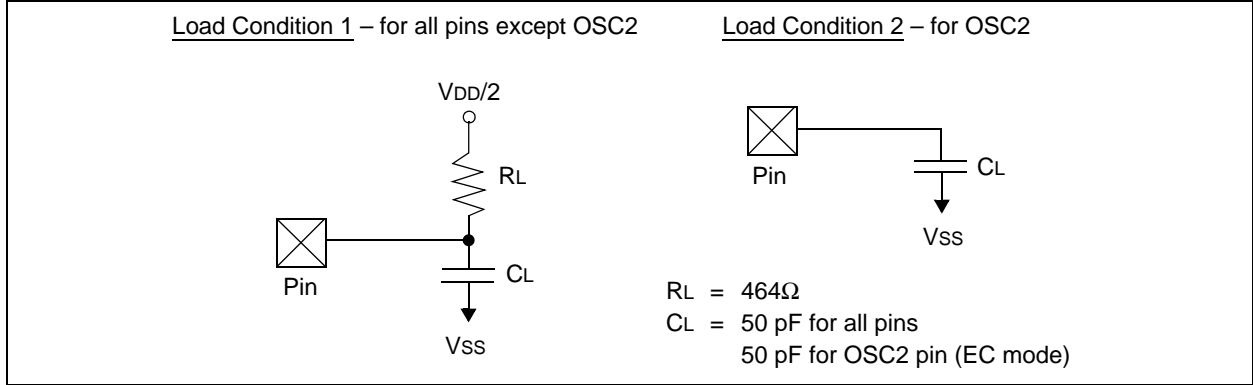 Load Condition 1 – for all pins except OSC2
Load Condition 2 – for OSC2
VDD/2
RL
Pin
CL
VSS
Pin
CL
VSS
RL = 464Ω
CL = 50 pF for all pins
50 pF for OSC2 pin (EC mode)